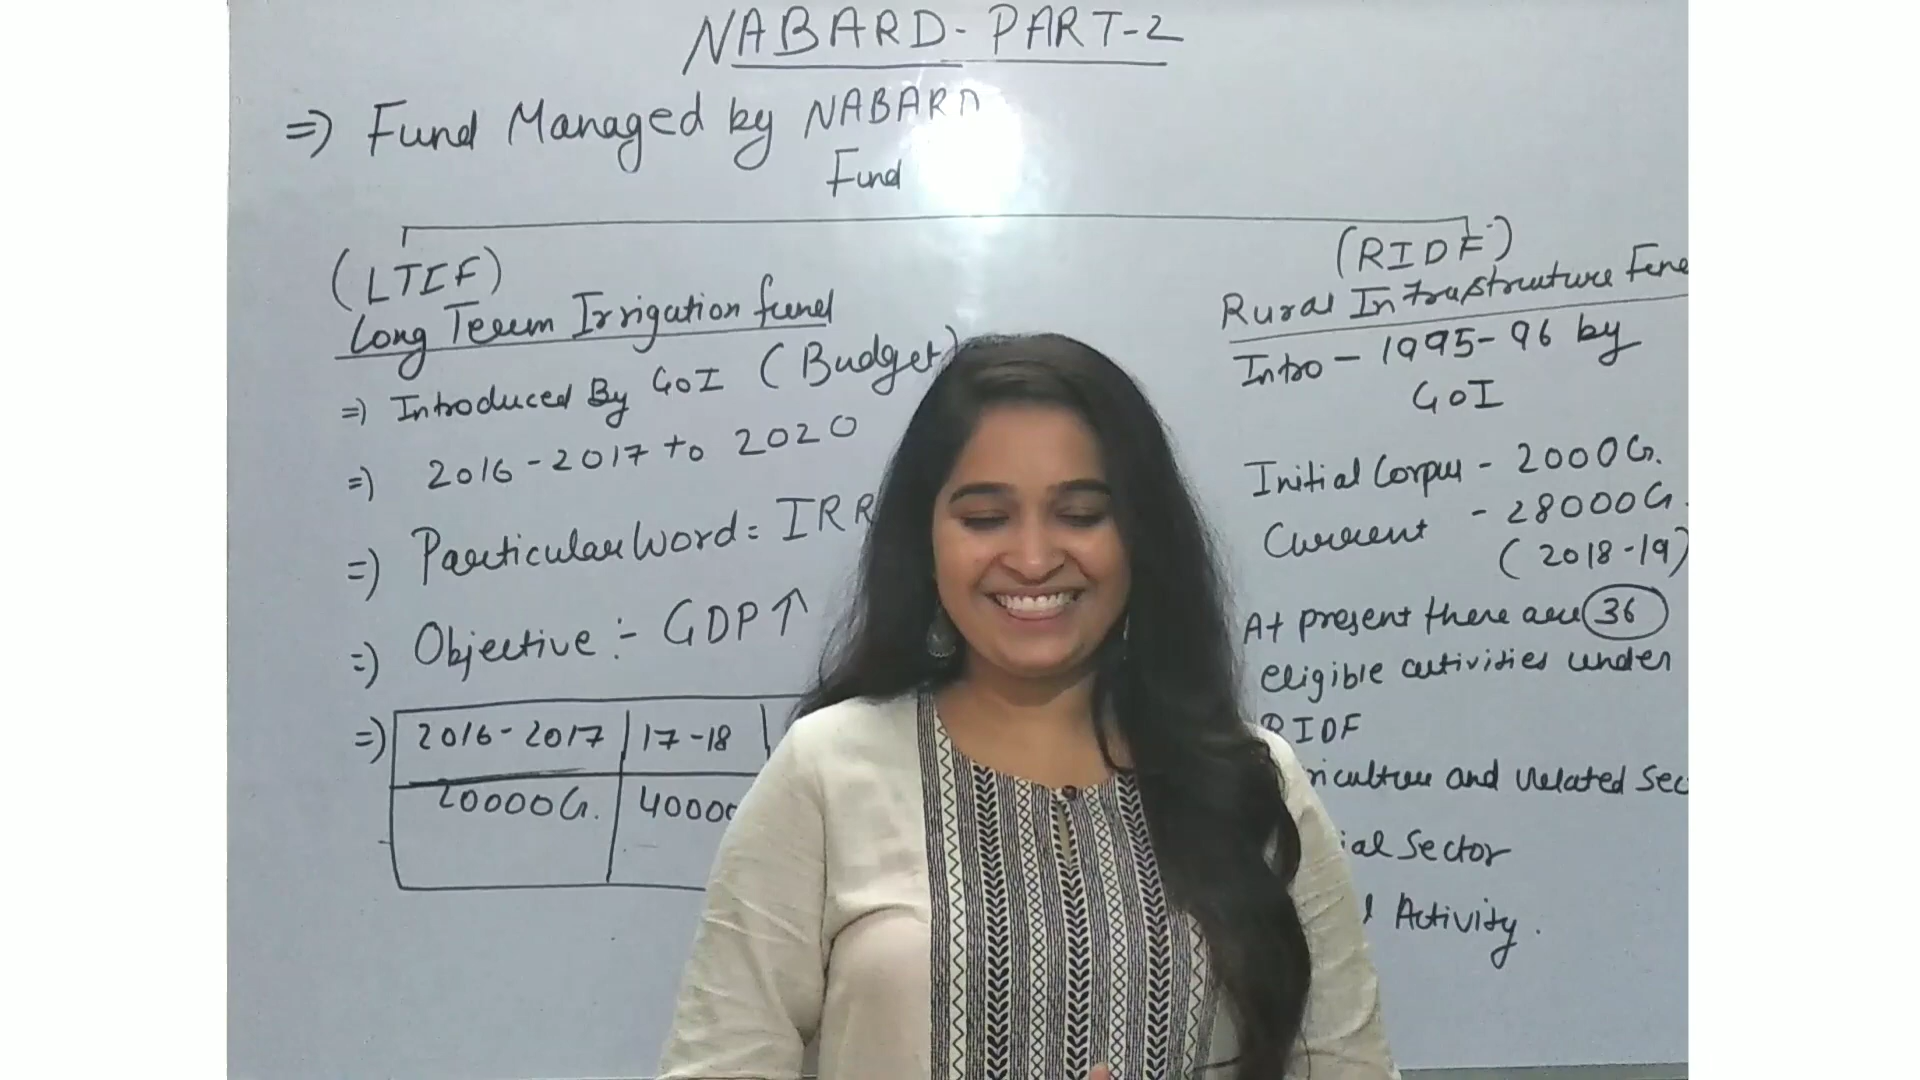 NABARD - PART-2
=) Fund Managed by NABARD
Fund
(LTIF)
Long Term Irrigation fund
=) Introduced By GoI (Budget)
=) 2016-2017 to 2020
=) Particular Word = IRR
=) Objective :- GDP↑
=) 2016-2017 17-18
20000Cr. 4000
(RIDF)
Rural Infrastructure Fund
Intro - 1995-96 by
GoI
Initial Corpus - 2000Cr.
Current - 28000Cr.
(2018-19)
At present there are 36
eligible activities under
RIDF
riculture and related Sec
ial Sector
l Activity.